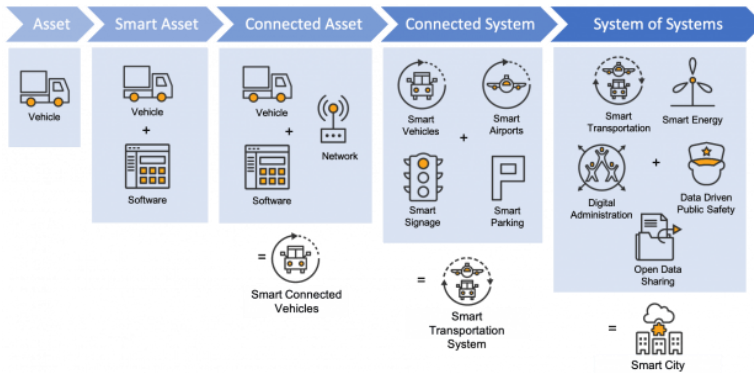 Asset
Smart Asset
Connected Asset
Connected System
System of Systems
Vehicle
Vehicle
+
Software
Vehicle
+
Network
Software
Smart
Vehicles
Smart
Airports
+
Smart
Signage
Smart
Parking
Smart
Transportation
Smart Energy
+
Digital
Administration
Data Driven
Public Safety
Open Data
Sharing
=
Smart Connected
Vehicles
=
Smart
Transportation
System
=
Smart City